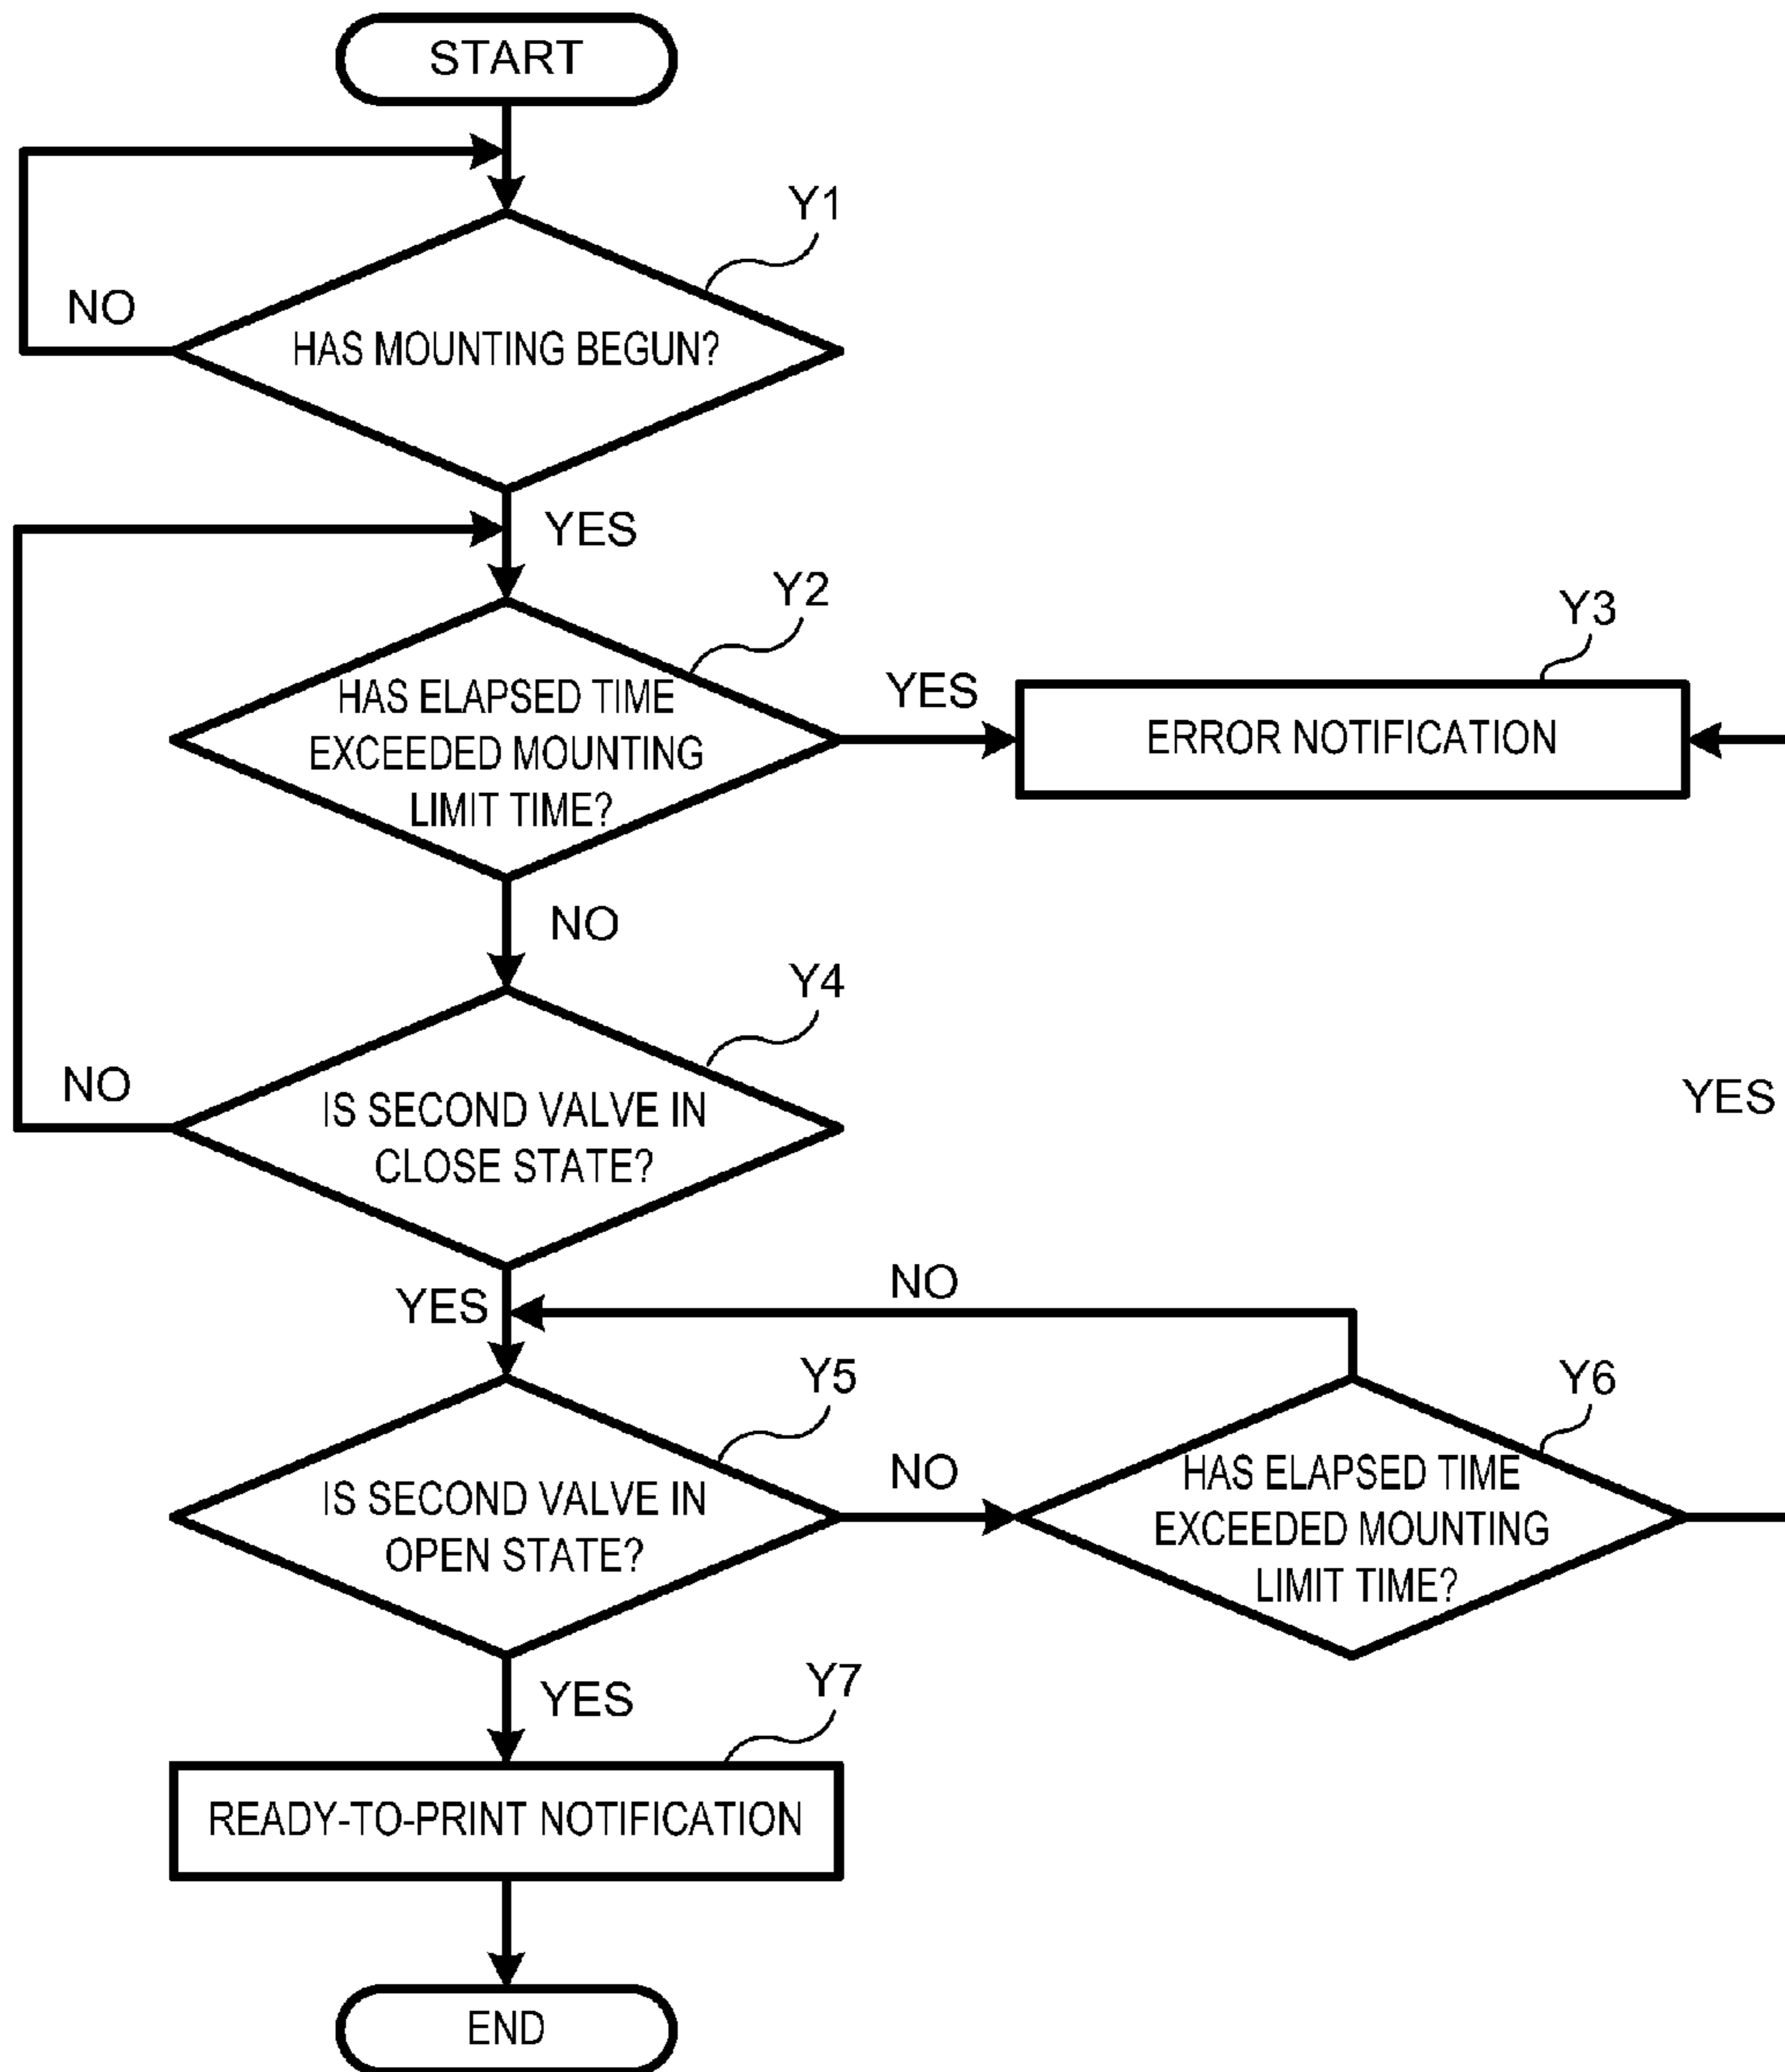 START
Y1
NO
HAS MOUNTING BEGUN?
YES
Y2
HAS ELAPSED TIME
EXCEEDED MOUNTING
LIMIT TIME?
YES
Y3
ERROR NOTIFICATION
NO
Y4
NO
IS SECOND VALVE IN
CLOSE STATE?
YES
YES
NO
Y5
IS SECOND VALVE IN
OPEN STATE?
NO
Y6
HAS ELAPSED TIME
EXCEEDED MOUNTING
LIMIT TIME?
YES
Y7
READY-TO-PRINT NOTIFICATION
END